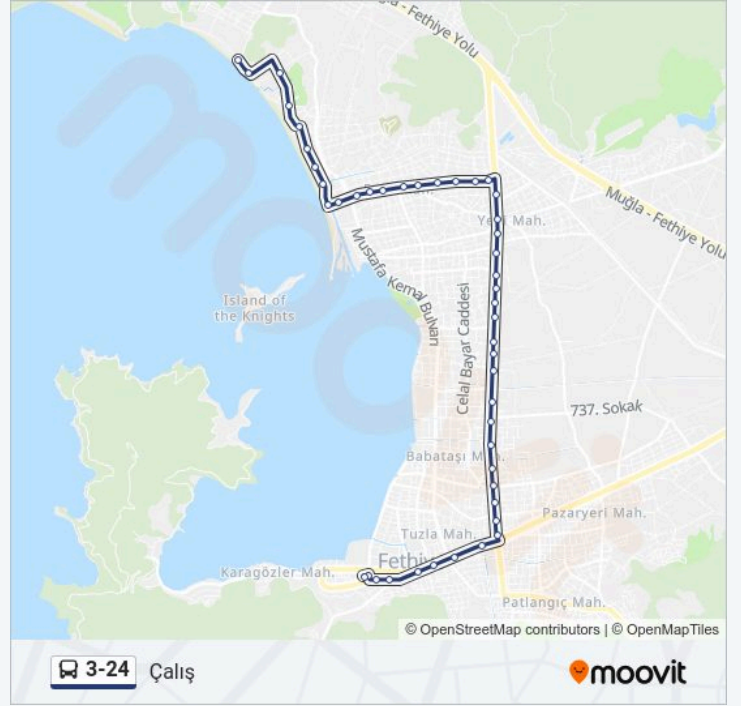 la - Fethiye Yolu
Muğla - Fethiye Yolu
Yeni Mah.
Mustafa Kemal Bulvarı
Island of
the Knights
Celal Bayar Caddesi
737. Sokak
Babataşı Mah.
Pazaryeri Mah.
Tuzla Mah.
Fethiye
Karagözler Mah.
Patlangıç Mah.
© OpenStreetMap contributors | © OpenMapTiles
3-24 Çalış
moovit